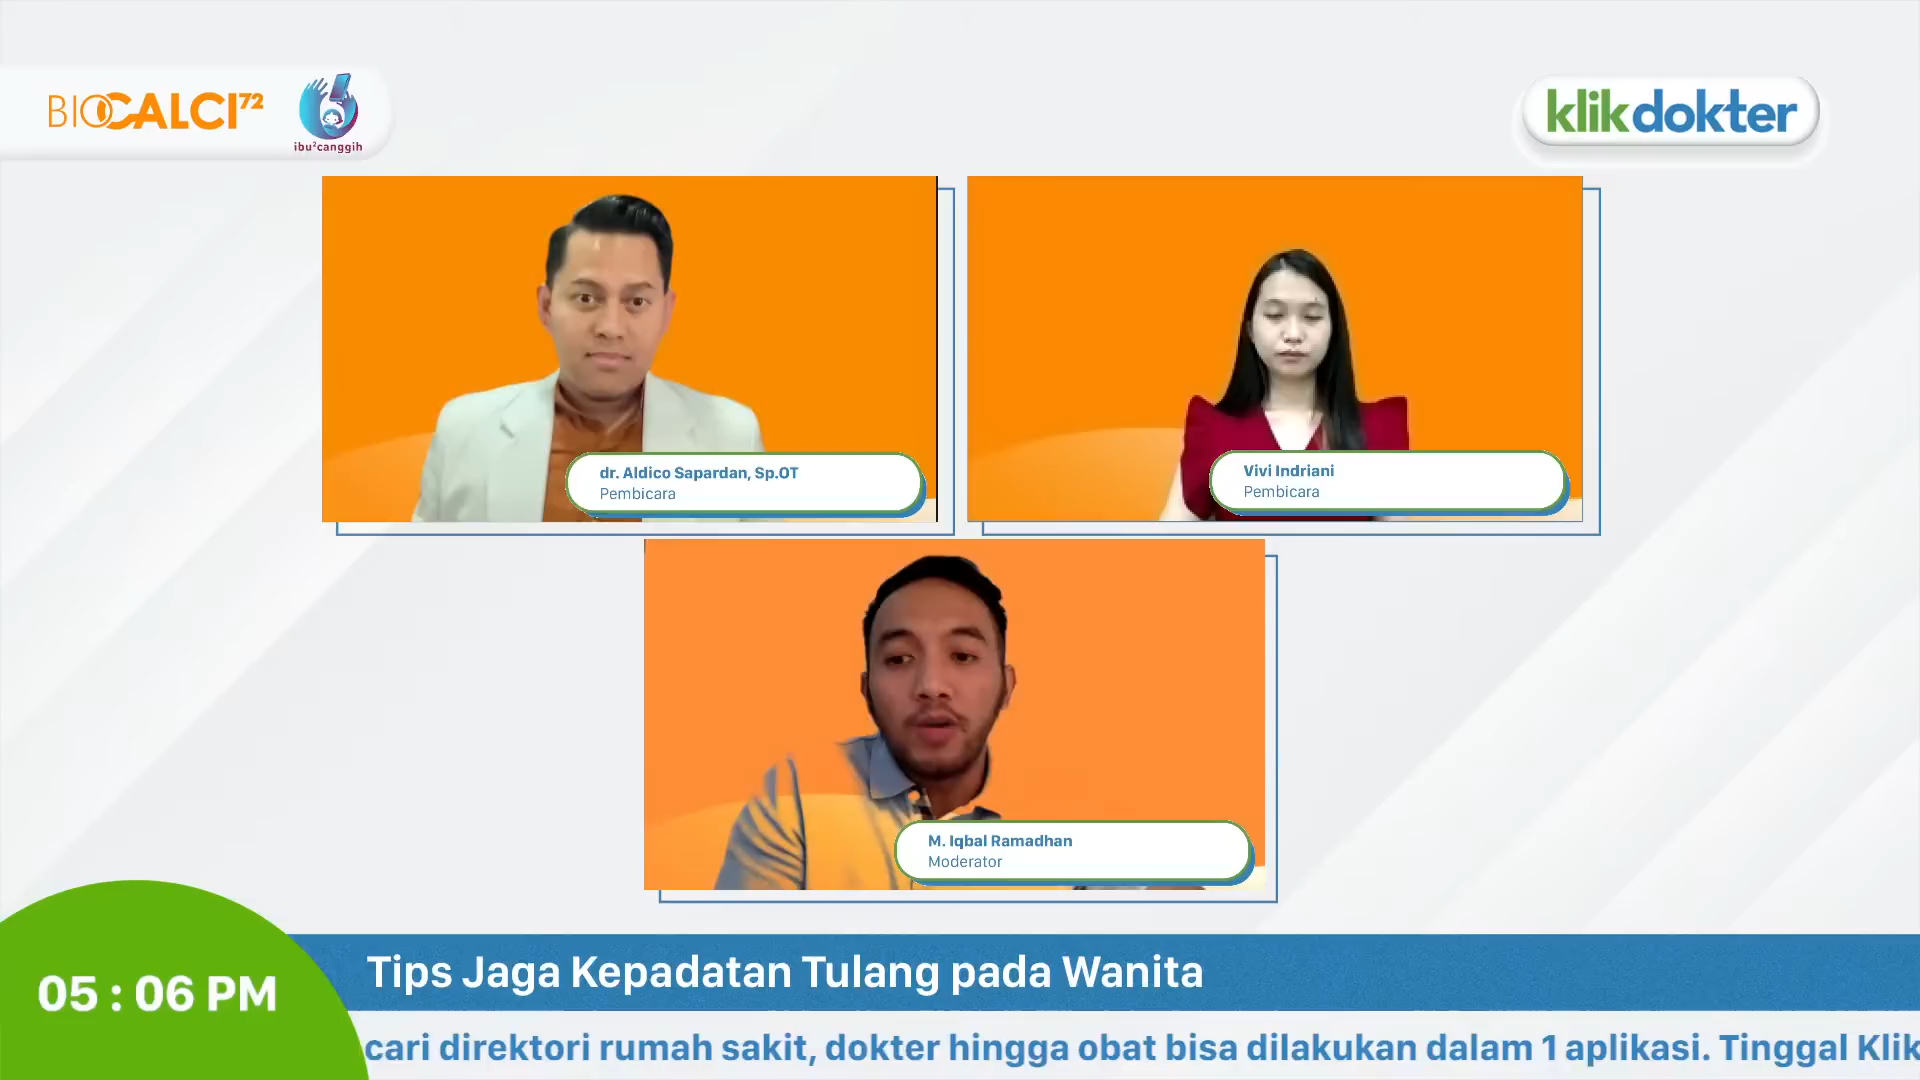 BIOCALCI72
ibu²canggih
klikdokter
dr. Aldico Sapardan, Sp.OT
Pembicara
Vivi Indriani
Pembicara
M. Iqbal Ramadhan
Moderator
05 : 06 PM
Tips Jaga Kepadatan Tulang pada Wanita
cari direktori rumah sakit, dokter hingga obat bisa dilakukan dalam 1 aplikasi. Tinggal Klik